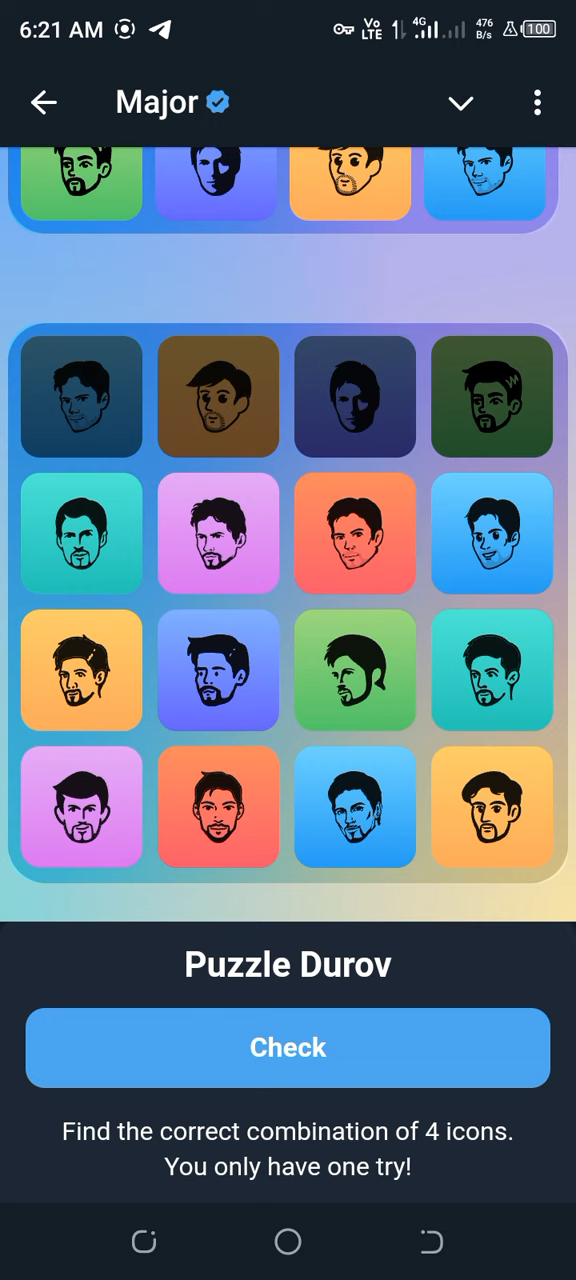 6:21 AM Vo LTE 4G 476 B/s 100
Major
Puzzle Durov
Check
Find the correct combination of 4 icons.
You only have one try!